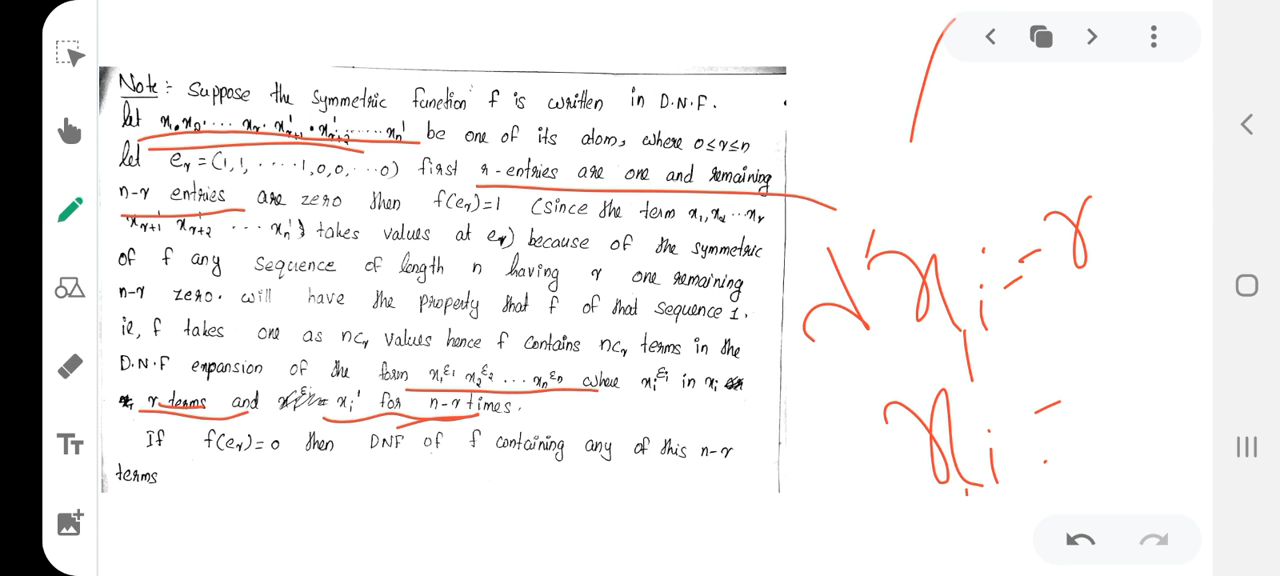 Note :- Suppose the symmetric function f is written in D.N.F.
let x₁x₂.... xᵣ. x'ᵣ₊₁ . x'ᵣ₊₂.....xₙ' be one of its atom, where 0≤r≤n
let eᵣ = (1,1, .....1,0,0,...0) first r-entries are one and remaining
n-r entries are zero then f(eᵣ)=1 (since the term x₁,x₂...xᵣ
x'ᵣ₊₁ x'ᵣ₊₂ ... xₙ' takes values at eᵣ) because of the symmetric
of f any sequence of length n having r one remaining
n-r zero. will have the property that f of that sequence 1.
ie, f takes one as ncᵣ values hence f contains ncᵣ terms in the
D.N.F expansion of the form x₁^ε₁ x₂^ε₂ ... xₙ^εₙ where xᵢ^εᵢ in xᵢ
r terms and xᵢ' for n-r times.
If f(eᵣ)=0 then DNF of f containing any of this n-r
terms
xᵢ -- r
xᵢ
Tт